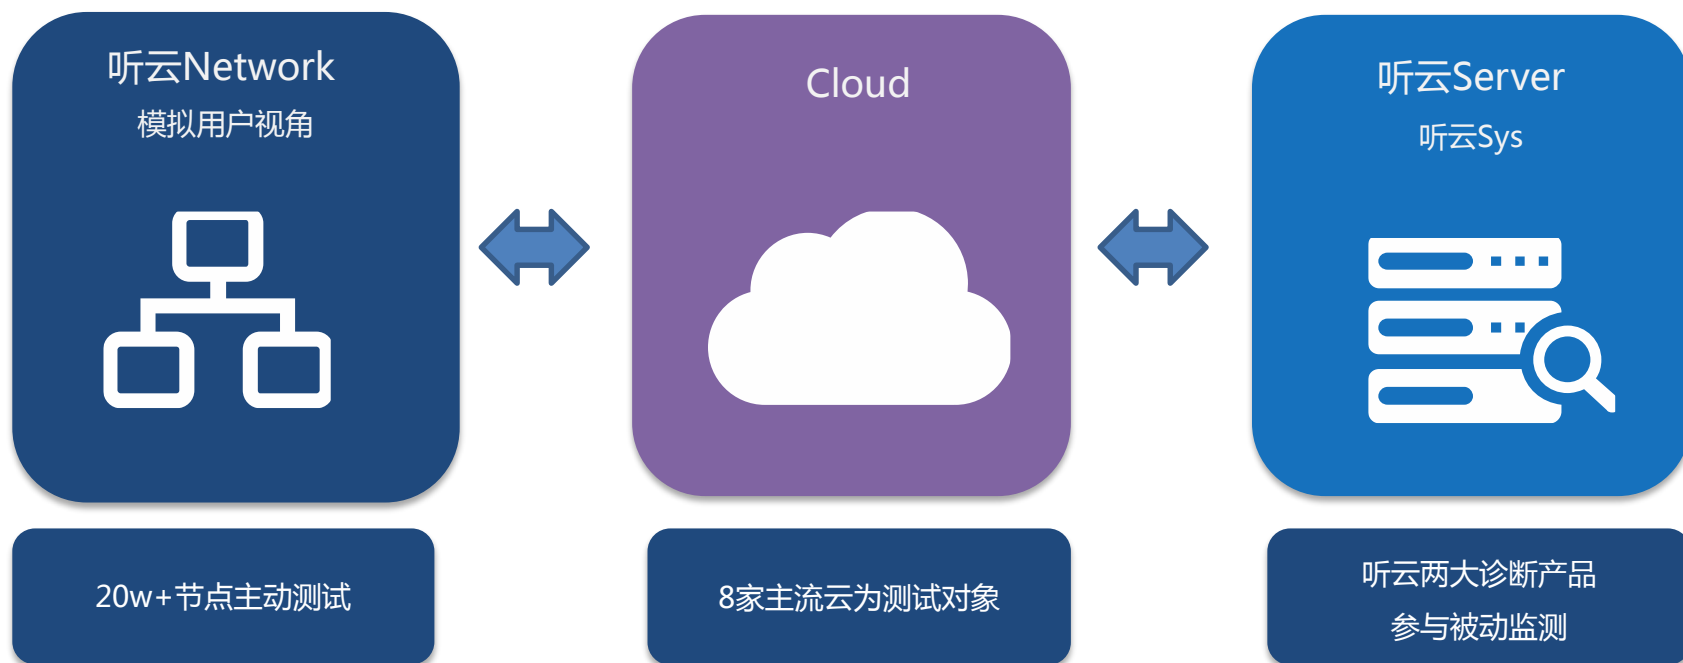 听云Network
模拟用户视角
Cloud
听云Server
听云Sys
20w+节点主动测试
8家主流云为测试对象
听云两大诊断产品
参与被动监测